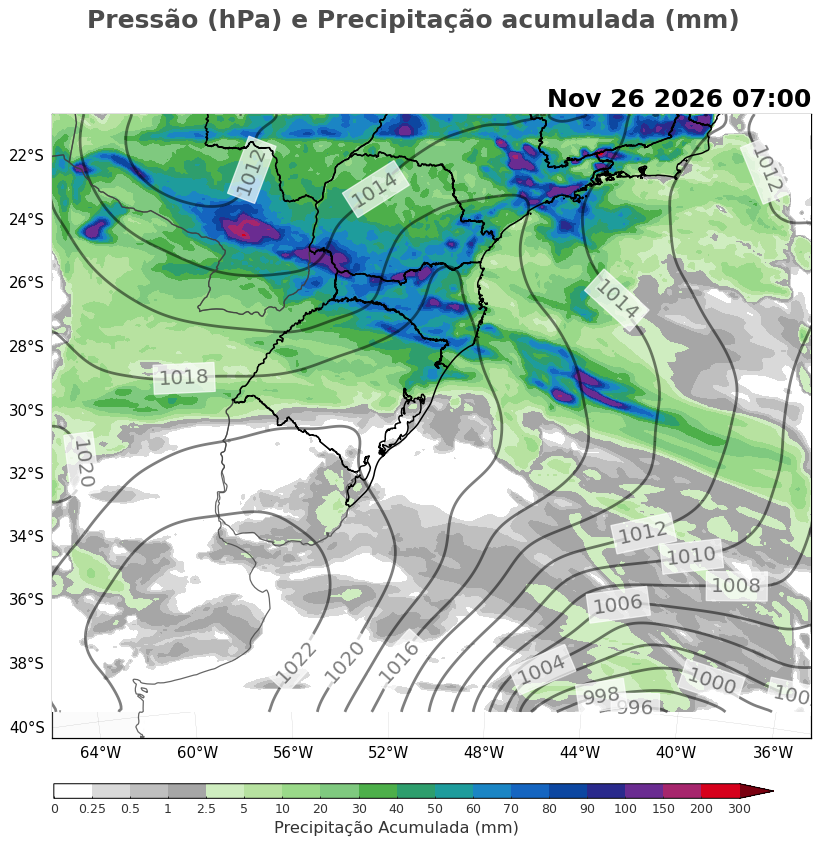 Pressão (hPa) e Precipitação acumulada (mm)
Nov 26 2026 07:00
22°S
24°S
26°S
28°S
30°S
32°S
34°S
36°S
38°S
40°S
1012
1014
1012
1014
1018
1020
1012
1010
1008
1006
1004
1000
100
998
996
1022
1020
1016
64°W 60°W 56°W 52°W 48°W 44°W 40°W 36°W
0 0.25 0.5 1 2.5 5 10 20 30 40 50 60 70 80 90 100 150 200 300
Precipitação Acumulada (mm)